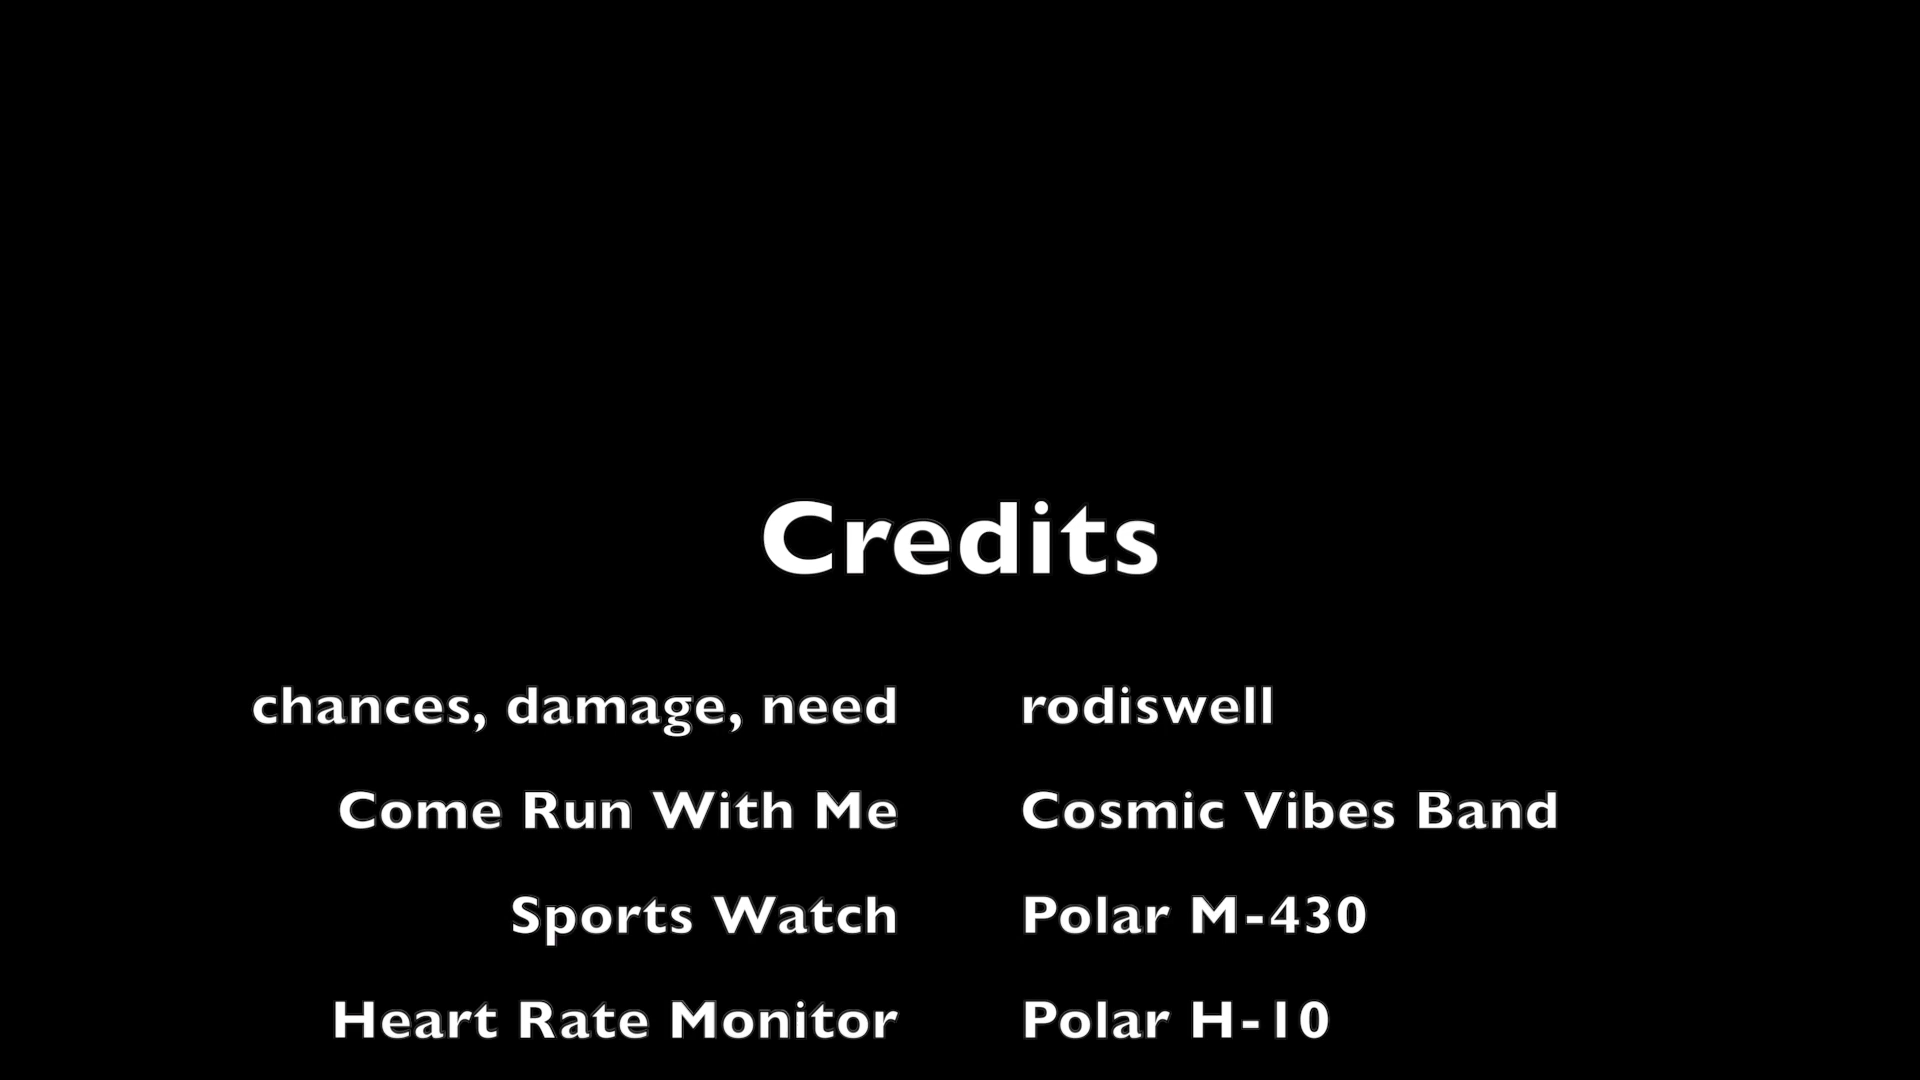 Credits
chances, damage, need rodiswell
Come Run With Me Cosmic Vibes Band
Sports Watch Polar M-430
Heart Rate Monitor Polar H-10